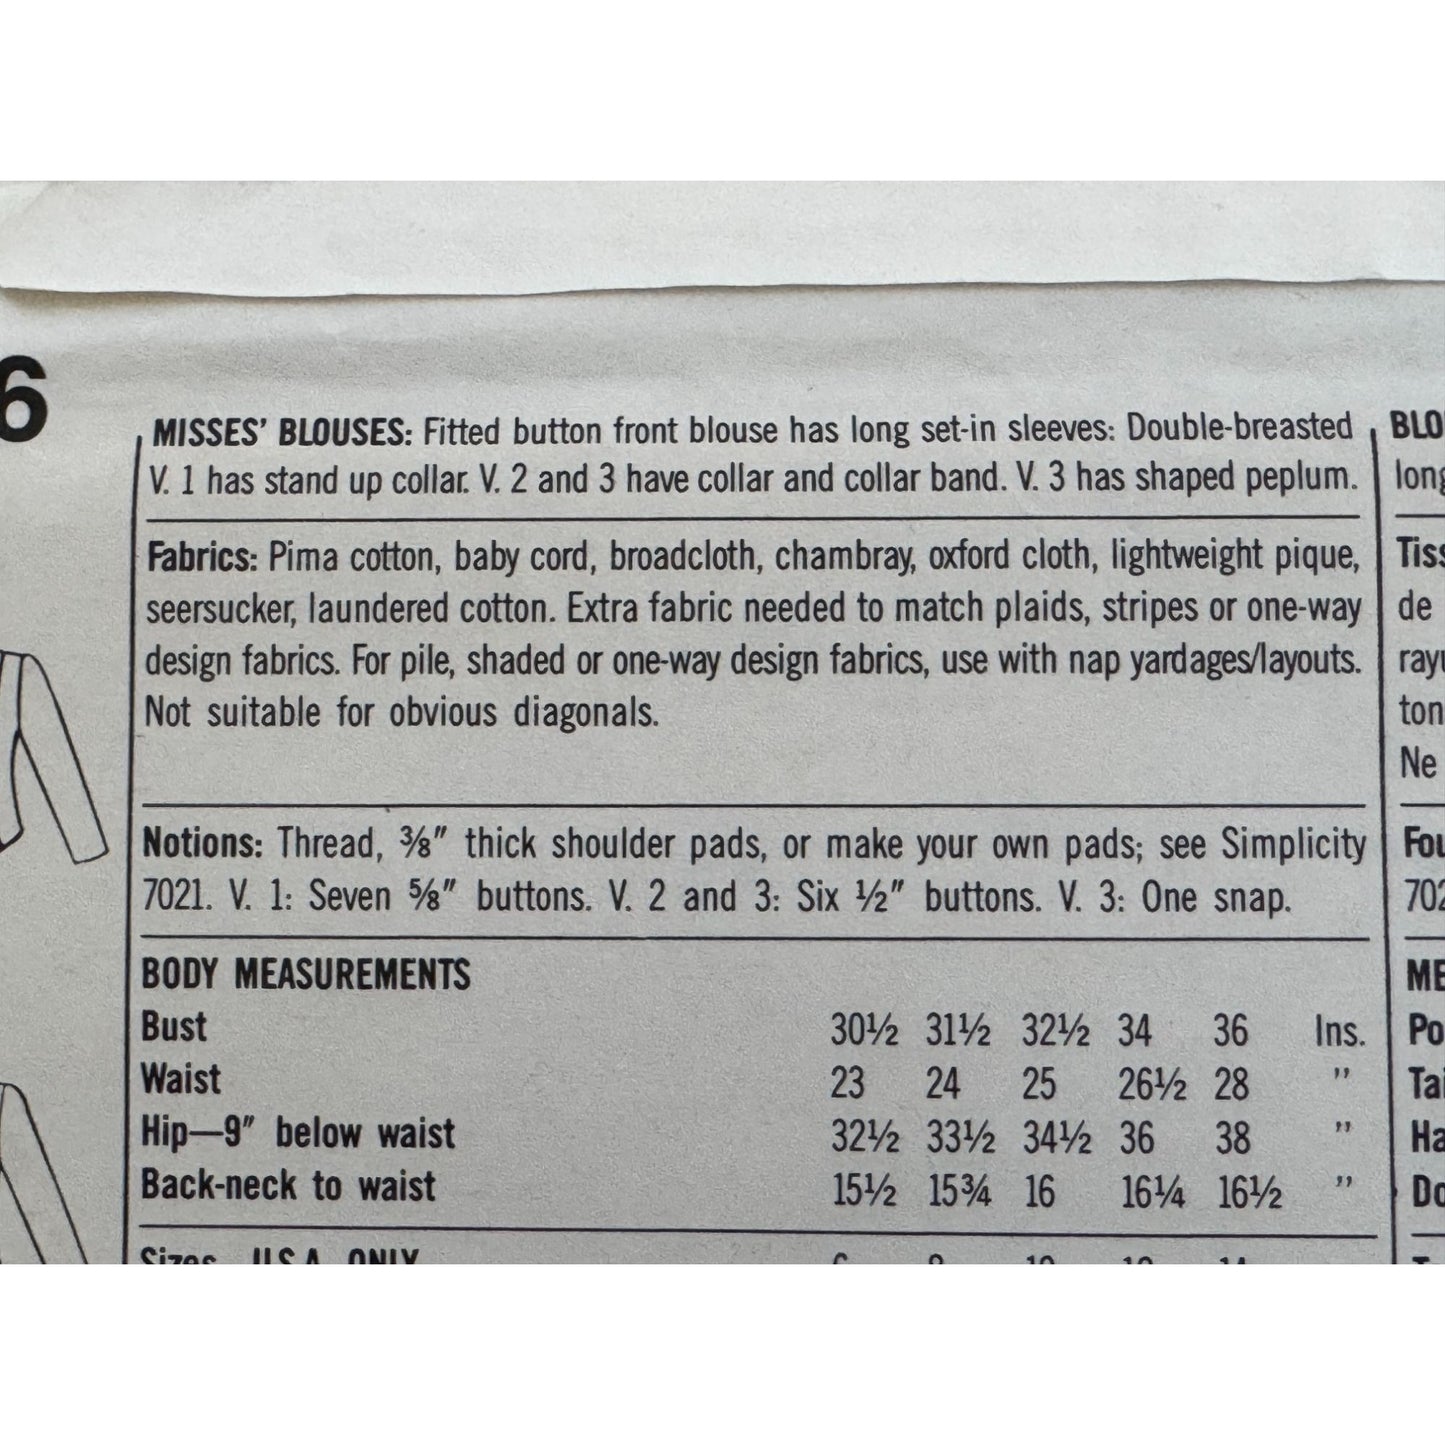 6
MISSES' BLOUSES: Fitted button front blouse has long set-in sleeves: Double-breasted
V. 1 has stand up collar. V. 2 and 3 have collar and collar band. V. 3 has shaped peplum.
Fabrics: Pima cotton, baby cord, broadcloth, chambray, oxford cloth, lightweight pique,
seersucker, laundered cotton. Extra fabric needed to match plaids, stripes or one-way
design fabrics. For pile, shaded or one-way design fabrics, use with nap yardages/layouts.
Not suitable for obvious diagonals.
Notions: Thread, ⅜" thick shoulder pads, or make your own pads; see Simplicity
7021. V. 1: Seven ⅝" buttons. V. 2 and 3: Six ½" buttons. V. 3: One snap.
BODY MEASUREMENTS
Bust 30½ 31½ 32½ 34 36 Ins.
Waist 23 24 25 26½ 28 "
Hip—9" below waist 32½ 33½ 34½ 36 38 "
Back-neck to waist 15½ 15¾ 16 16¼ 16½ "
Sizes U.S.A. ONLY 6 8 10 12 14
BLO
long
Tiss
de
rayu
ton
Ne
Fou
702
ME
Po
Tai
Ha
Do